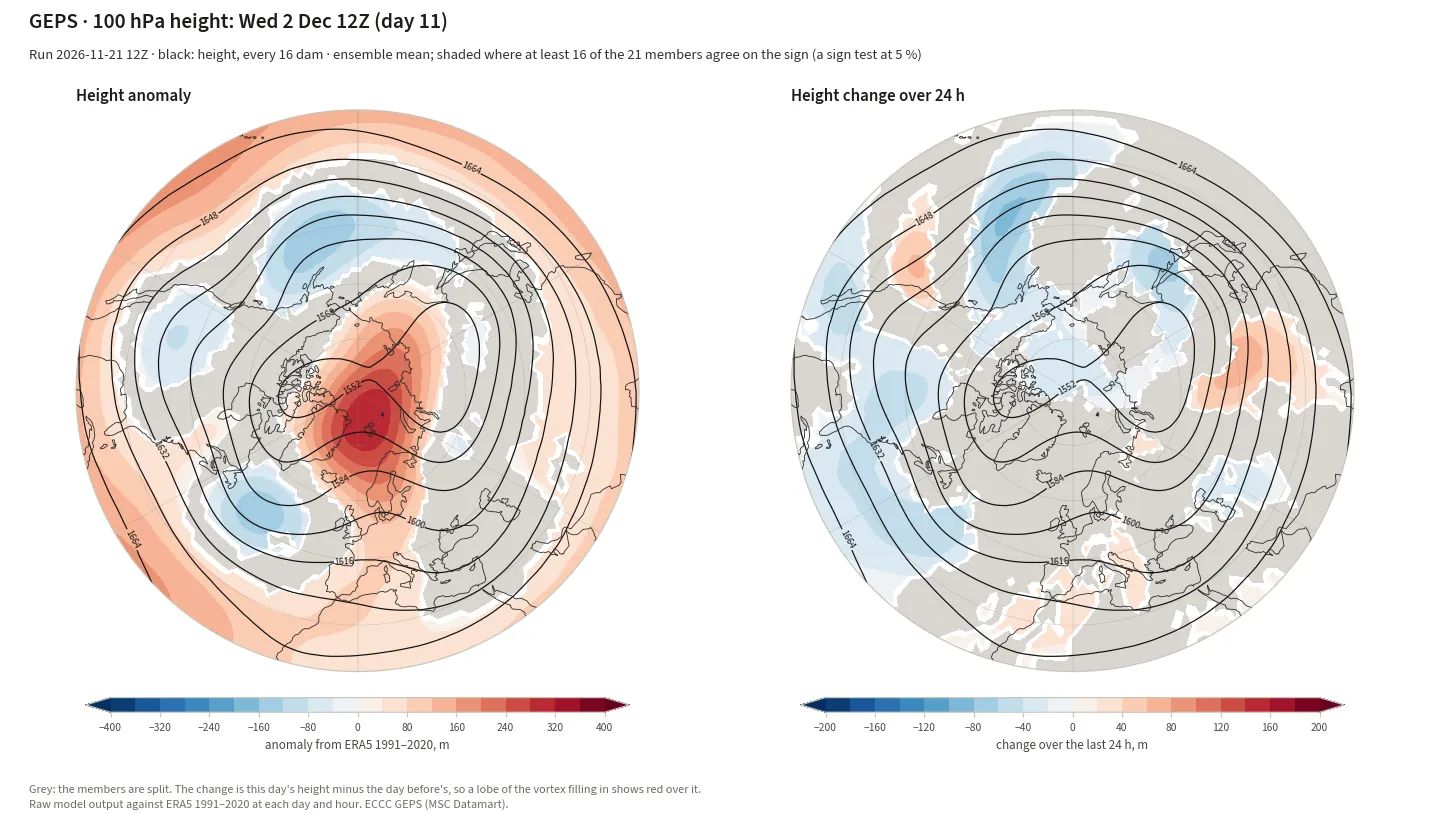 GEPS · 100 hPa height: Wed 2 Dec 12Z (day 11)
Run 2026-11-21 12Z · black: height, every 16 dam · ensemble mean; shaded where at least 16 of the 21 members agree on the sign (a sign test at 5 %)
Height anomaly
Height change over 24 h
1664
1648
1568
1552
1632
1584
1600
1664
1616
1664
1648
1568
1552
1632
1584
1600
1664
1616
−400 −320 −240 −160 −80 0 80 160 240 320 400
anomaly from ERA5 1991–2020, m
−200 −160 −120 −80 −40 0 40 80 120 160 200
change over the last 24 h, m
Grey: the members are split. The change is this day's height minus the day before's, so a lobe of the vortex filling in shows red over it.
Raw model output against ERA5 1991–2020 at each day and hour. ECCC GEPS (MSC Datamart).